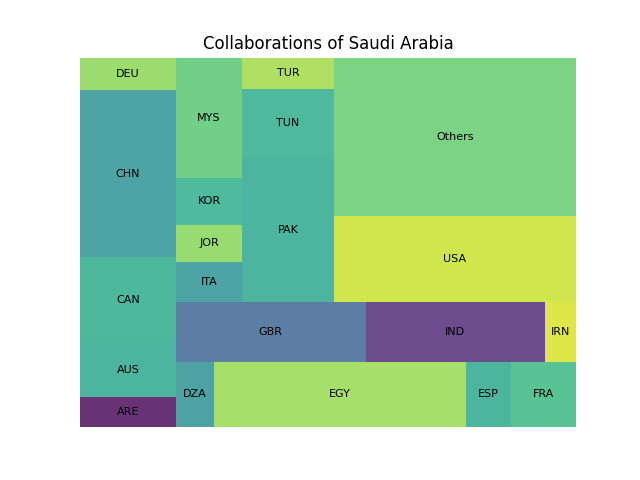 Collaborations of Saudi Arabia
DEU
MYS
TUR
TUN
Others
CHN
KOR
PAK
JOR
USA
ITA
CAN
GBR
IND
IRN
AUS
DZA
EGY
ESP
FRA
ARE